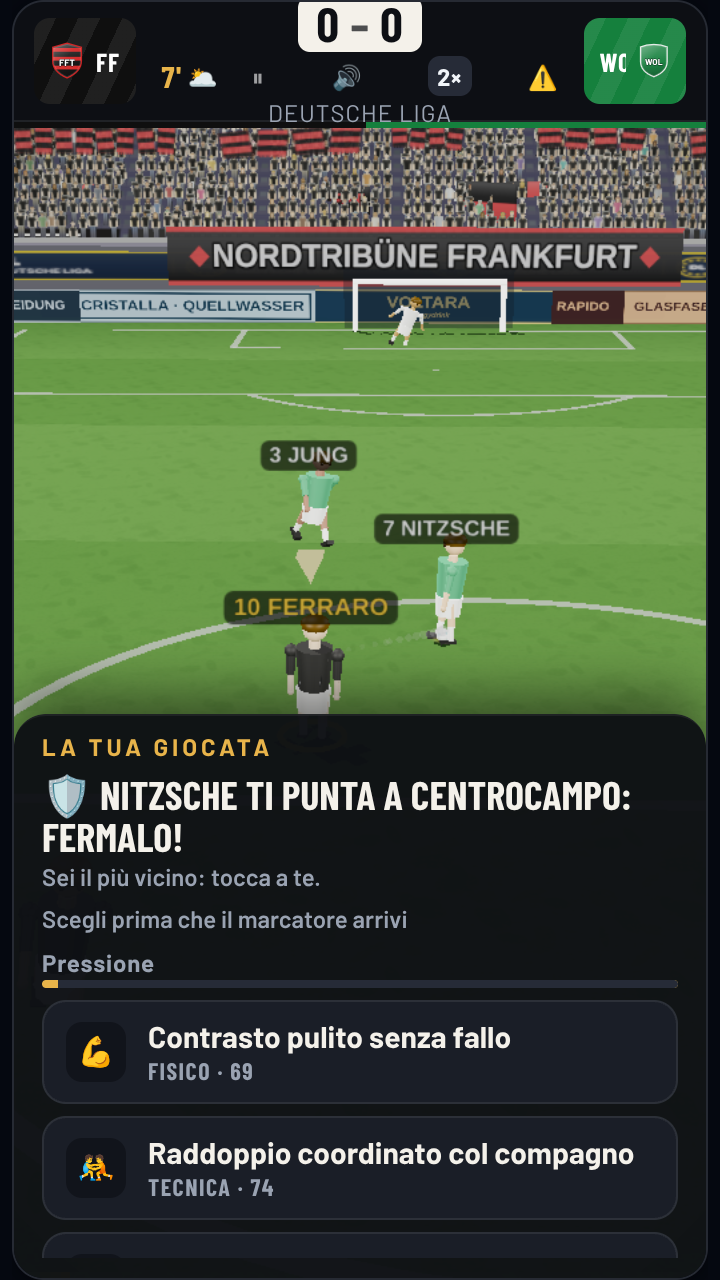 0 - 0
FFT
FF
7'
2×
WOL
DEUTSCHE LIGA
NORDTRIBÜNE FRANKFURT
EIDUNG
CRISTALLA · QUELLWASSER
RAPIDO
GLASFASE
3 JUNG
7 NITZSCHE
10 FERRARO
LA TUA GIOCATA
NITZSCHE TI PUNTA A CENTROCAMPO:
FERMALO!
Sei il più vicino: tocca a te.
Scegli prima che il marcatore arrivi
Pressione
Contrasto pulito senza fallo
FISICO · 69
Raddoppio coordinato col compagno
TECNICA · 74